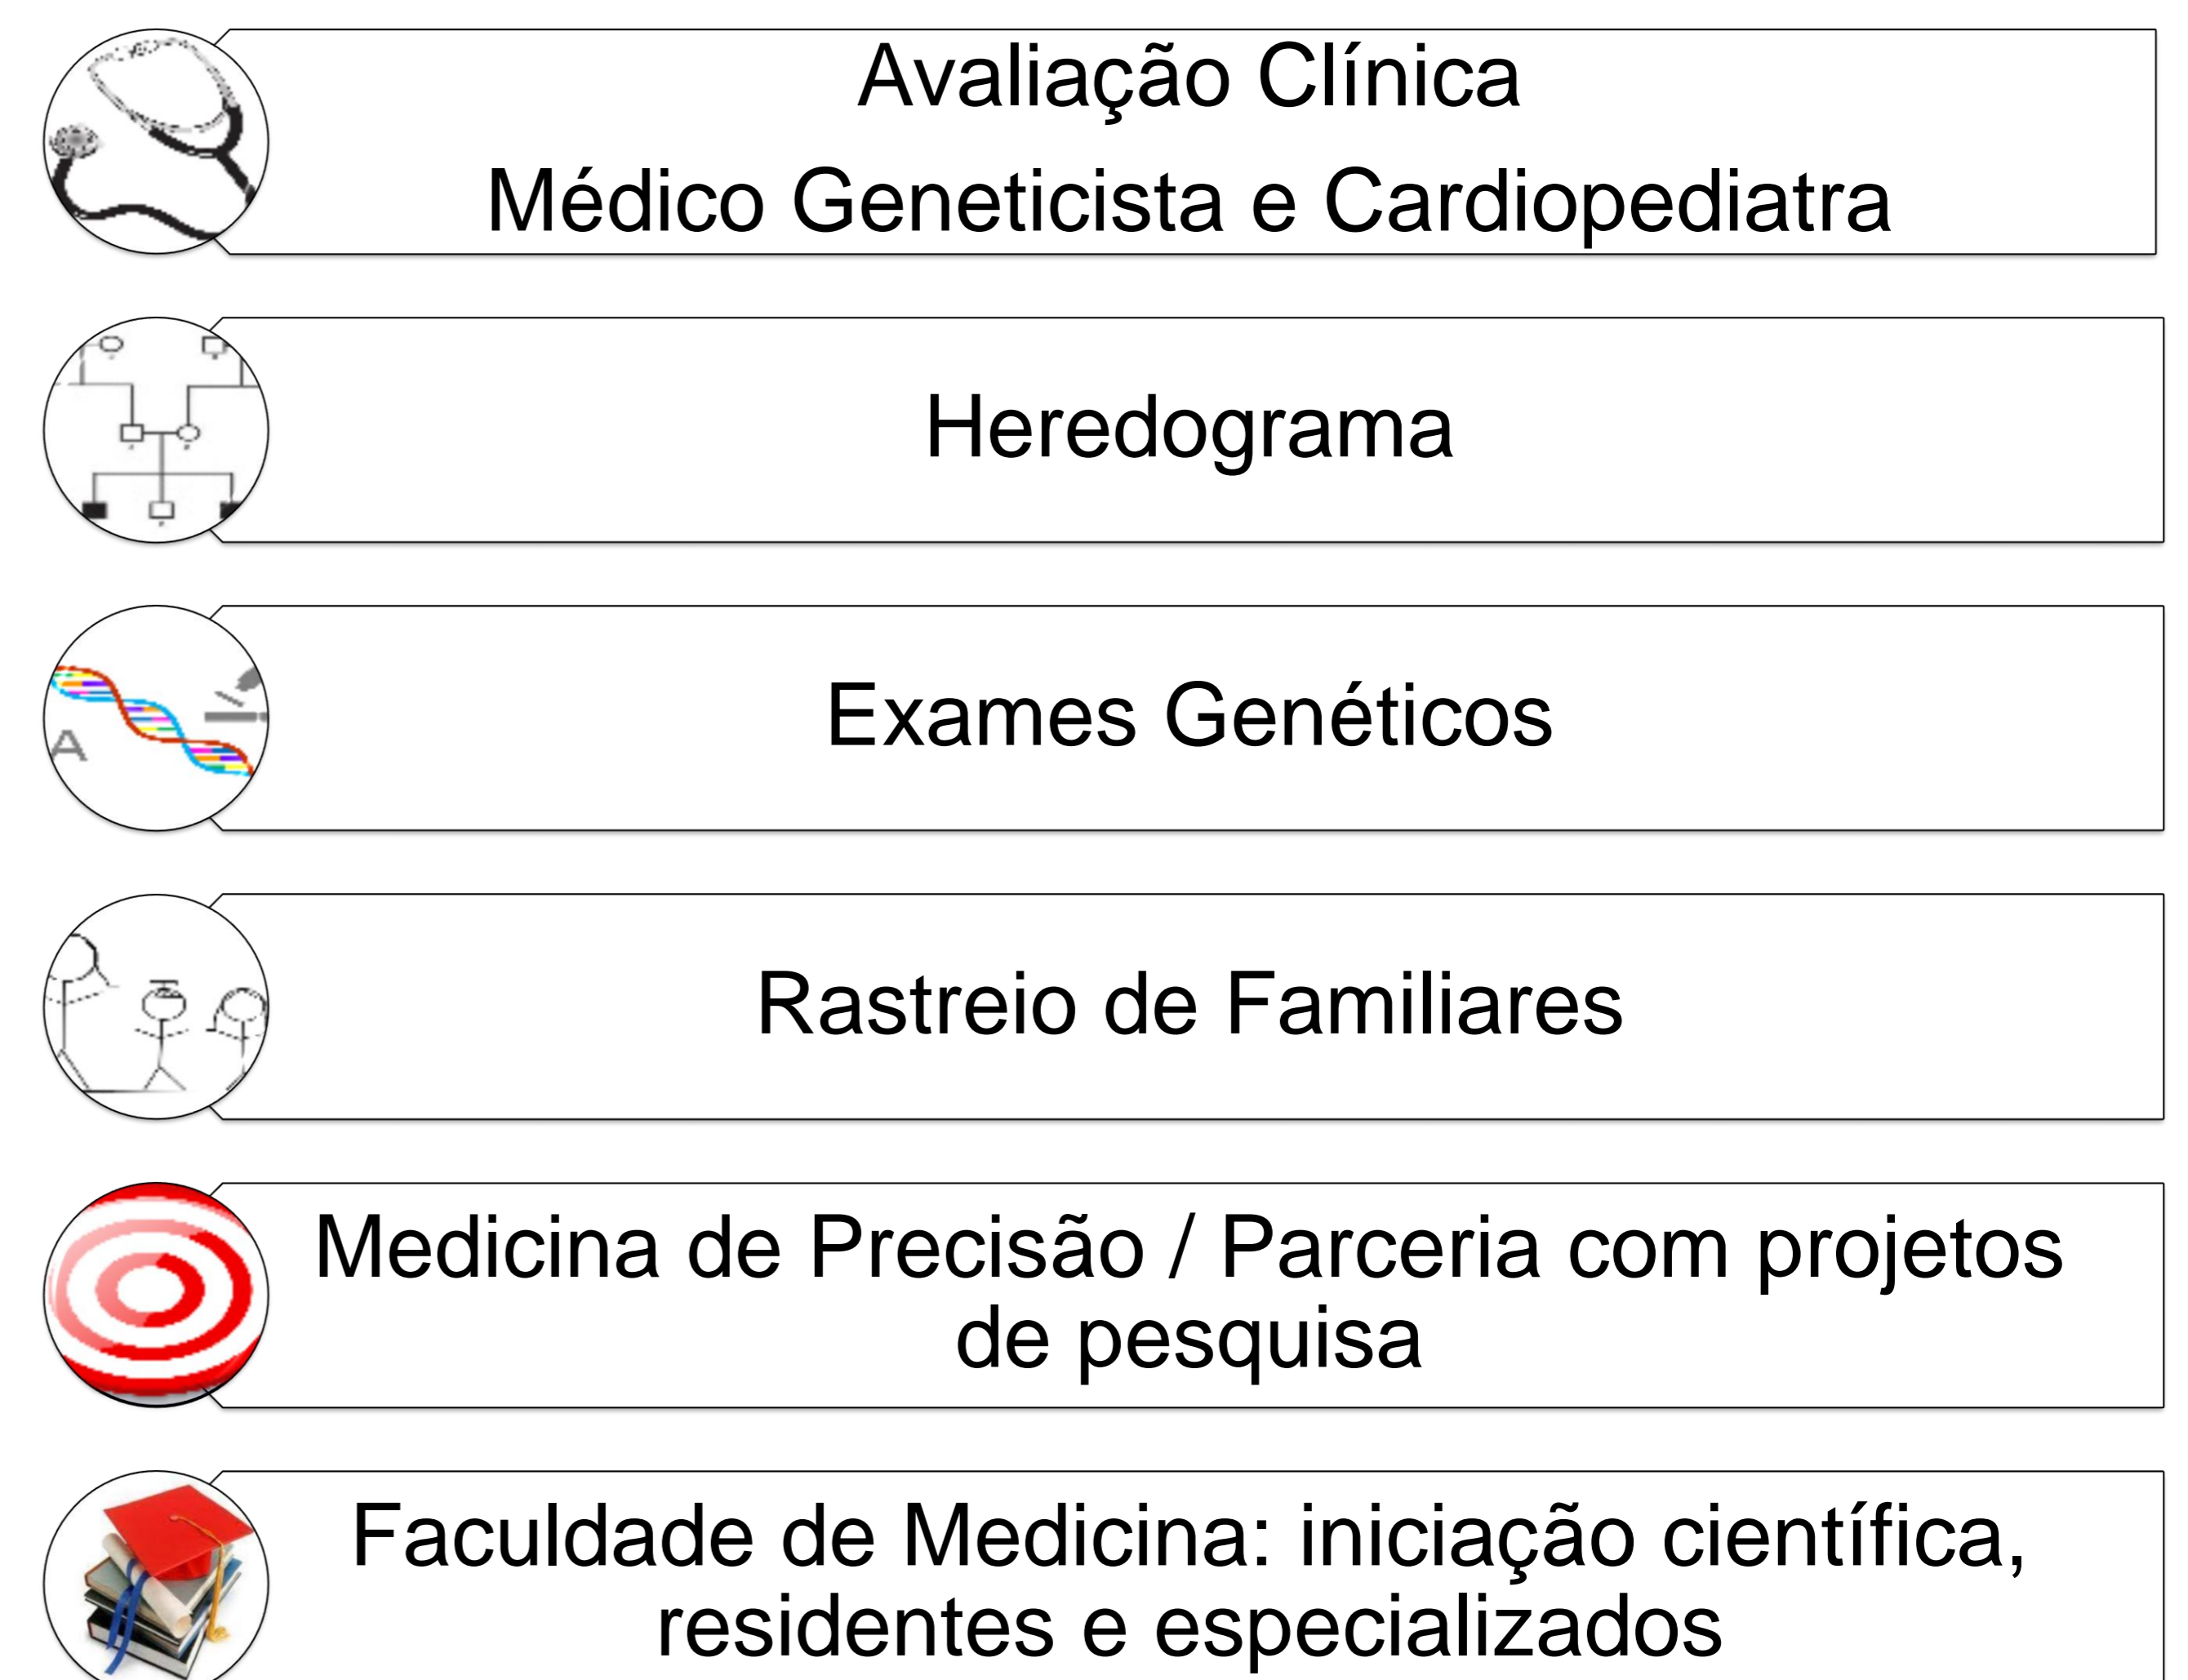 Avaliação Clínica
Médico Geneticista e Cardiopediatra
Heredograma
Exames Genéticos
A
Rastreio de Familiares
Medicina de Precisão / Parceria com projetos
de pesquisa
Faculdade de Medicina: iniciação científica,
residentes e especializados